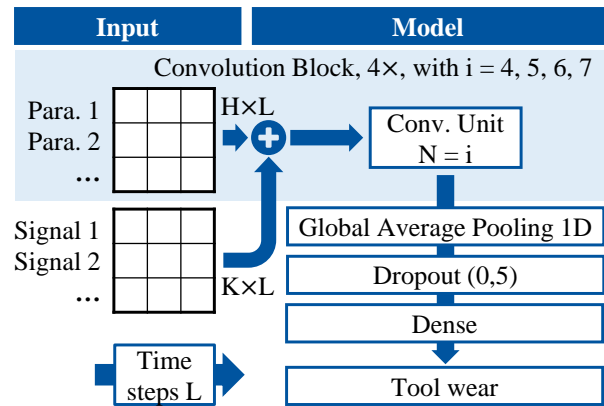 Input
Model
Convolution Block, 4×, with i = 4, 5, 6, 7
Para. 1
Para. 2
...
H×L
Conv. Unit
N = i
Signal 1
Signal 2
...
K×L
Global Average Pooling 1D
Dropout (0,5)
Dense
Time
steps L
Tool wear